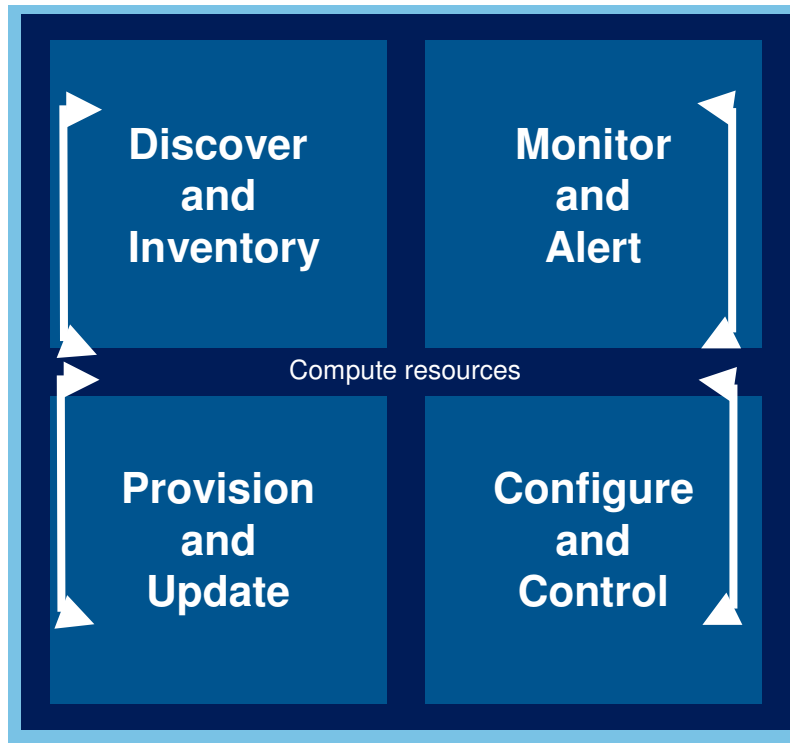 Discover
and
Inventory
Monitor
and
Alert
Compute resources
Provision
and
Update
Configure
and
Control